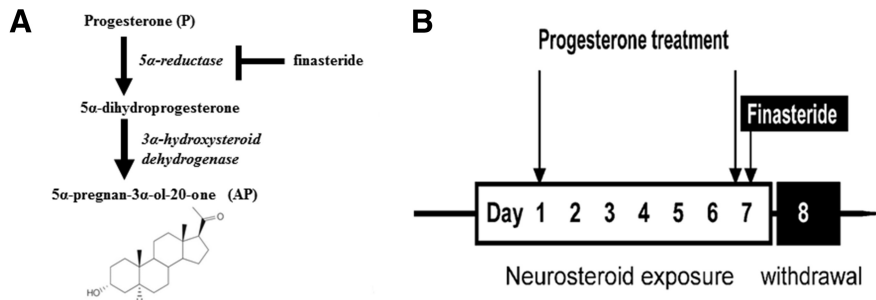 A
Progesterone (P)
5α-reductase
finasteride
5α-dihydroprogesterone
3α-hydroxysteroid
dehydrogenase
5α-pregnan-3α-ol-20-one (AP)
O
HO
B
Progesterone treatment
Finasteride
Day 1 2 3 4 5 6 7 8
Neurosteroid exposure withdrawal